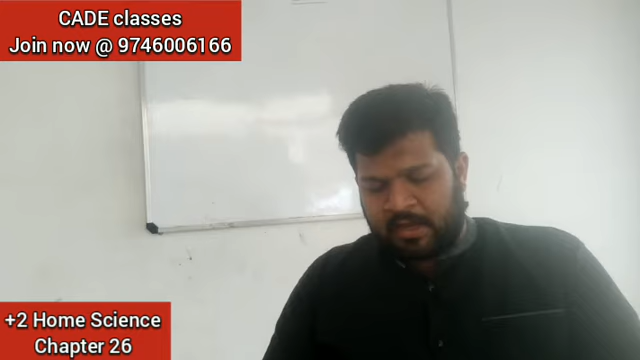 CADE classes
Join now @ 9746006166
+2 Home Science
Chapter 26